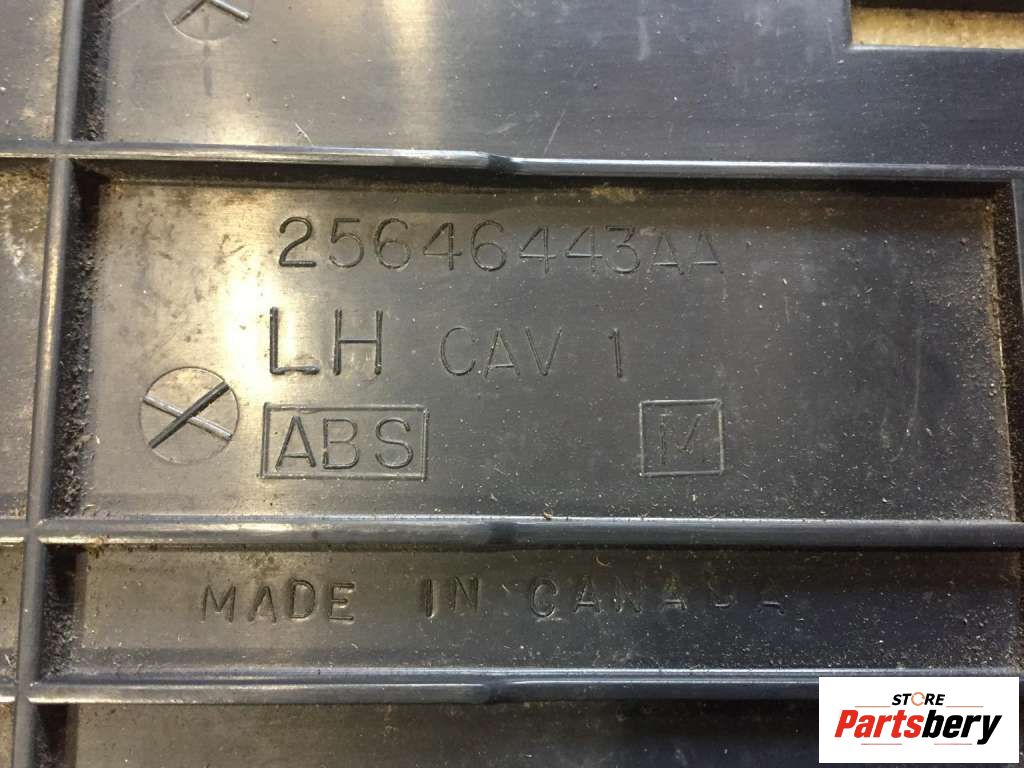 25646443AA
LH CAV 1
ABS M
MADE IN CANADA
STORE
Partsbery